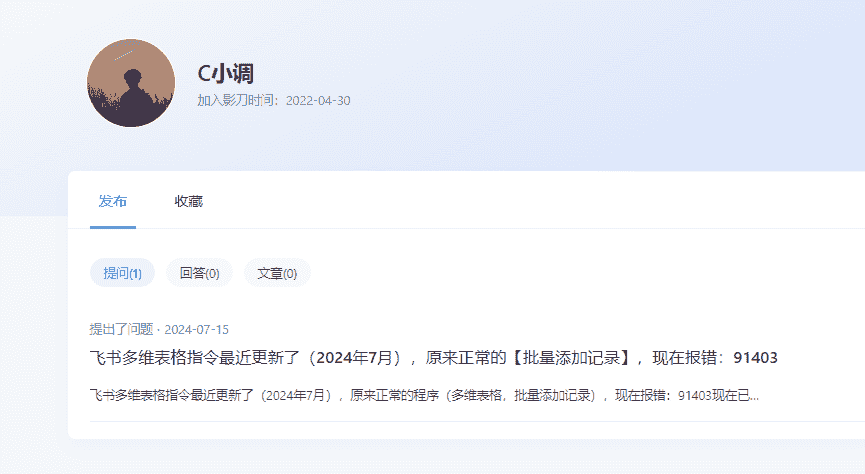 C小调
加入影刀时间：2022-04-30
发布 收藏
提问(1) 回答(0) 文章(0)
提出了问题 · 2024-07-15
飞书多维表格指令最近更新了（2024年7月），原来正常的【批量添加记录】，现在报错：91403
飞书多维表格指令最近更新了（2024年7月），原来正常的程序（多维表格，批量添加记录），现在报错：91403现在已...